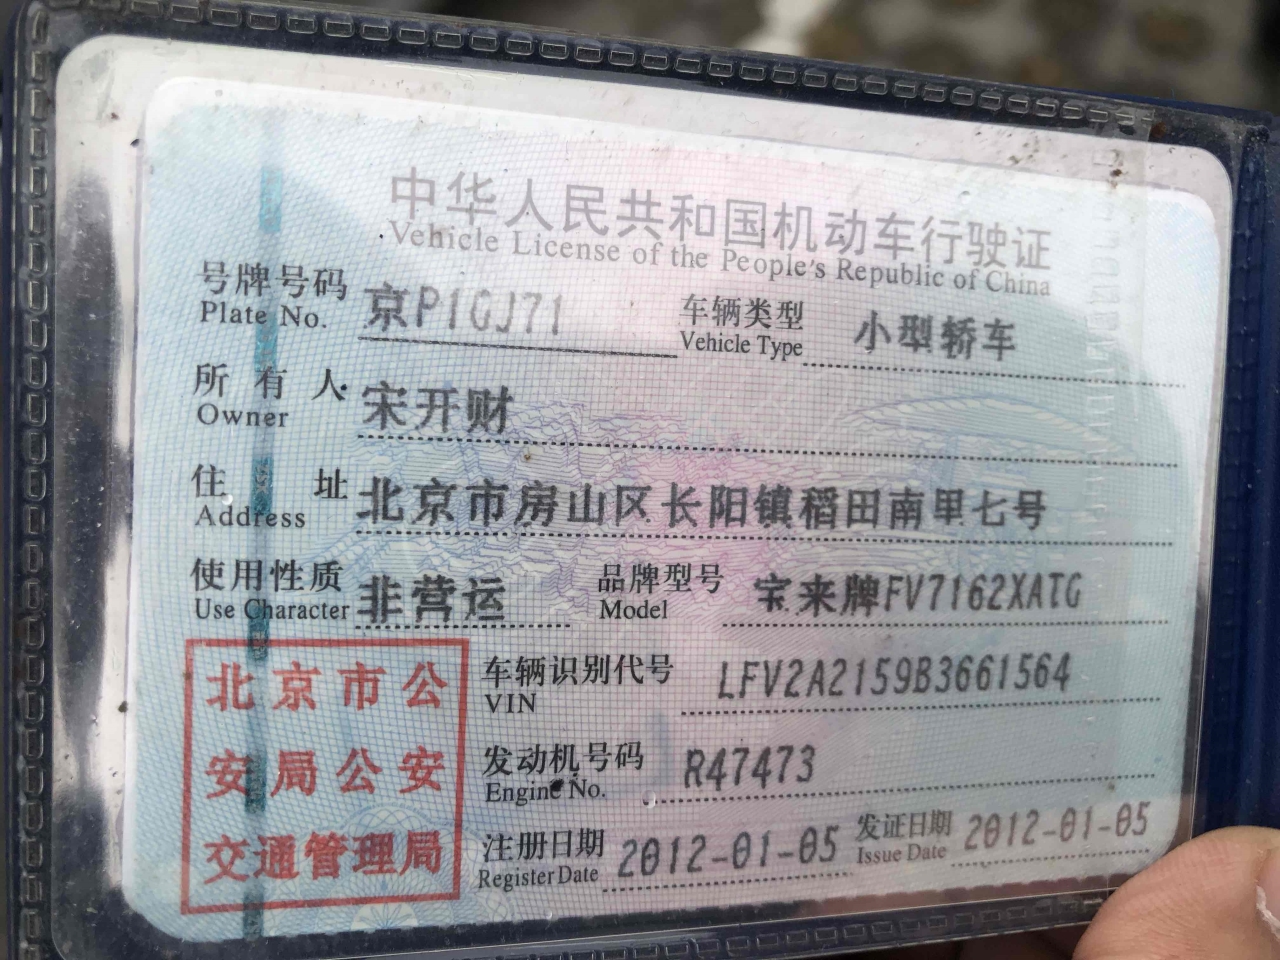 中华人民共和国机动车行驶证
Vehicle License of the People's Republic of China
号牌号码 京P1GJ71 车辆类型 小型轿车
Plate No. Vehicle Type
所有人 宋开财
Owner
住址 北京市房山区长阳镇稻田南里七号
Address
使用性质 非营运 品牌型号 宝来牌FV7162XATG
Use Character Model
北京市公
安局公安
交通管理局
车辆识别代号 LFV2A2159B3661564
VIN
发动机号码 R47473
Engine No.
注册日期 2012-01-05 发证日期 2012-01-05
Register Date Issue Date